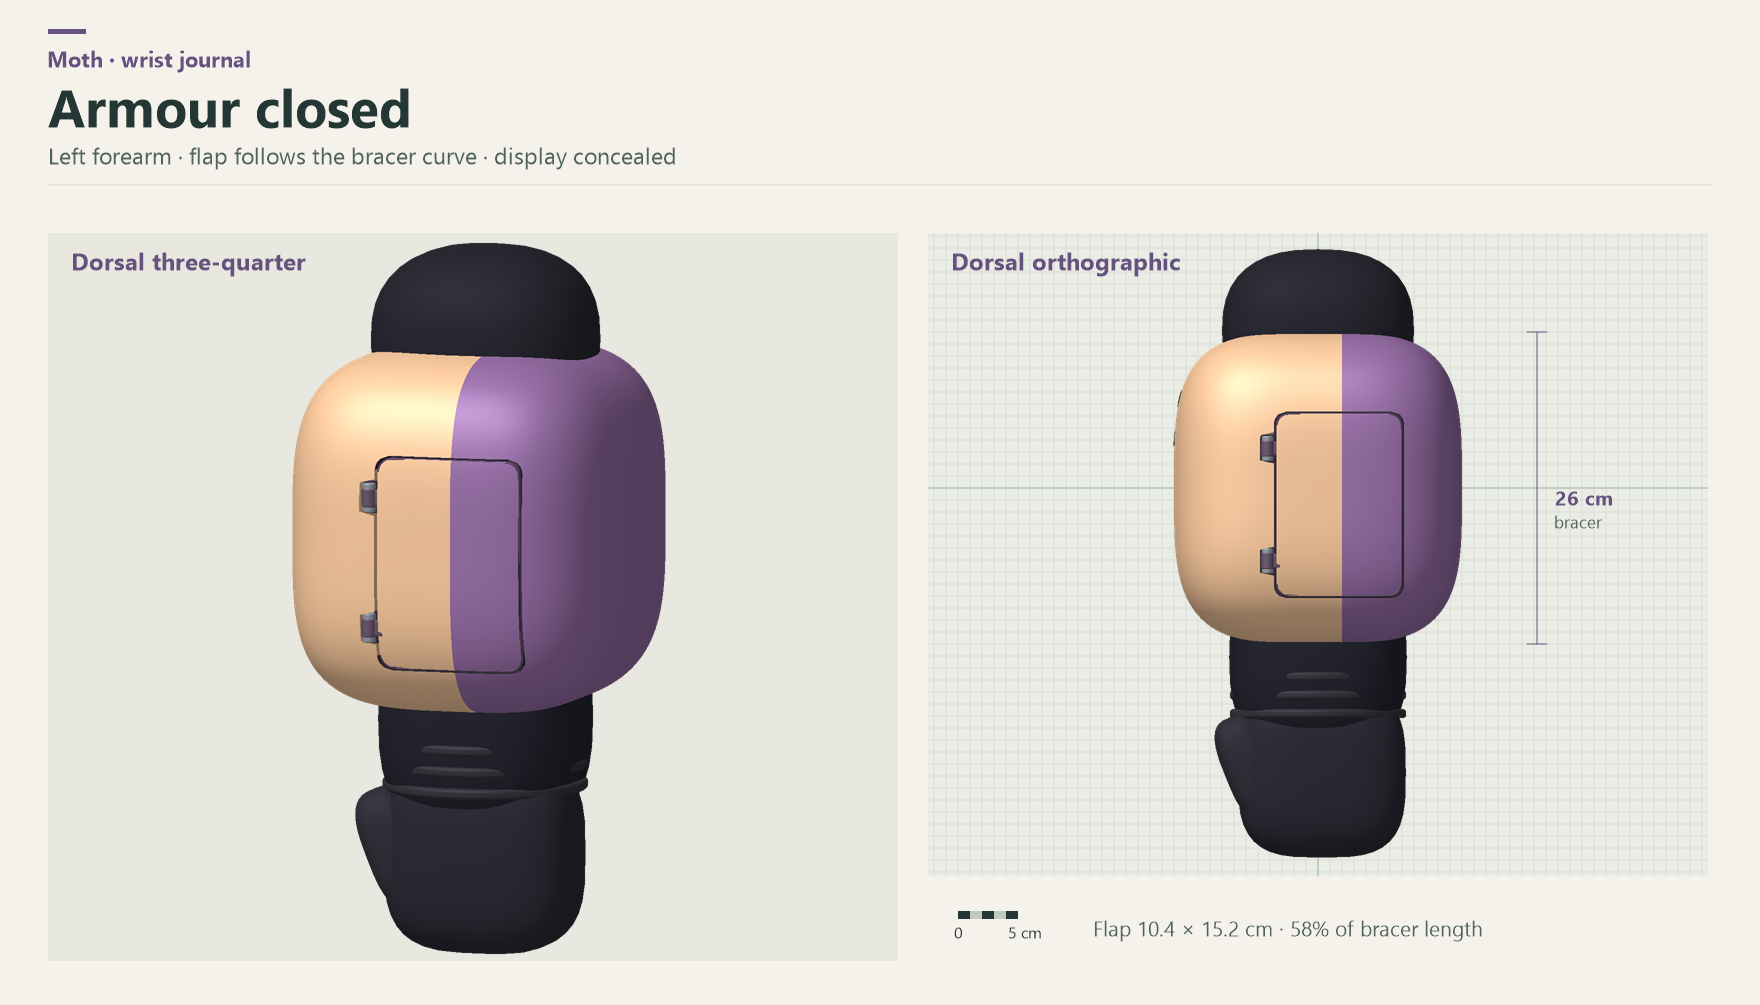 Moth · wrist journal
Armour closed
Left forearm · flap follows the bracer curve · display concealed
Dorsal three-quarter
Dorsal orthographic
26 cm
bracer
0 5 cm
Flap 10.4 × 15.2 cm · 58% of bracer length